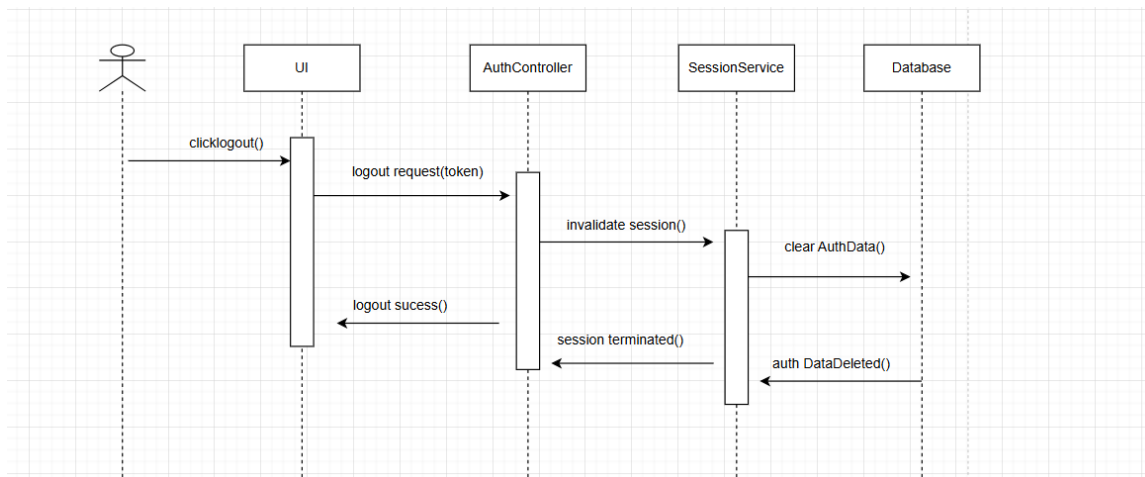 UI
AuthController
SessionService
Database
clicklogout()
logout request(token)
invalidate session()
clear AuthData()
logout sucess()
session terminated()
auth DataDeleted()